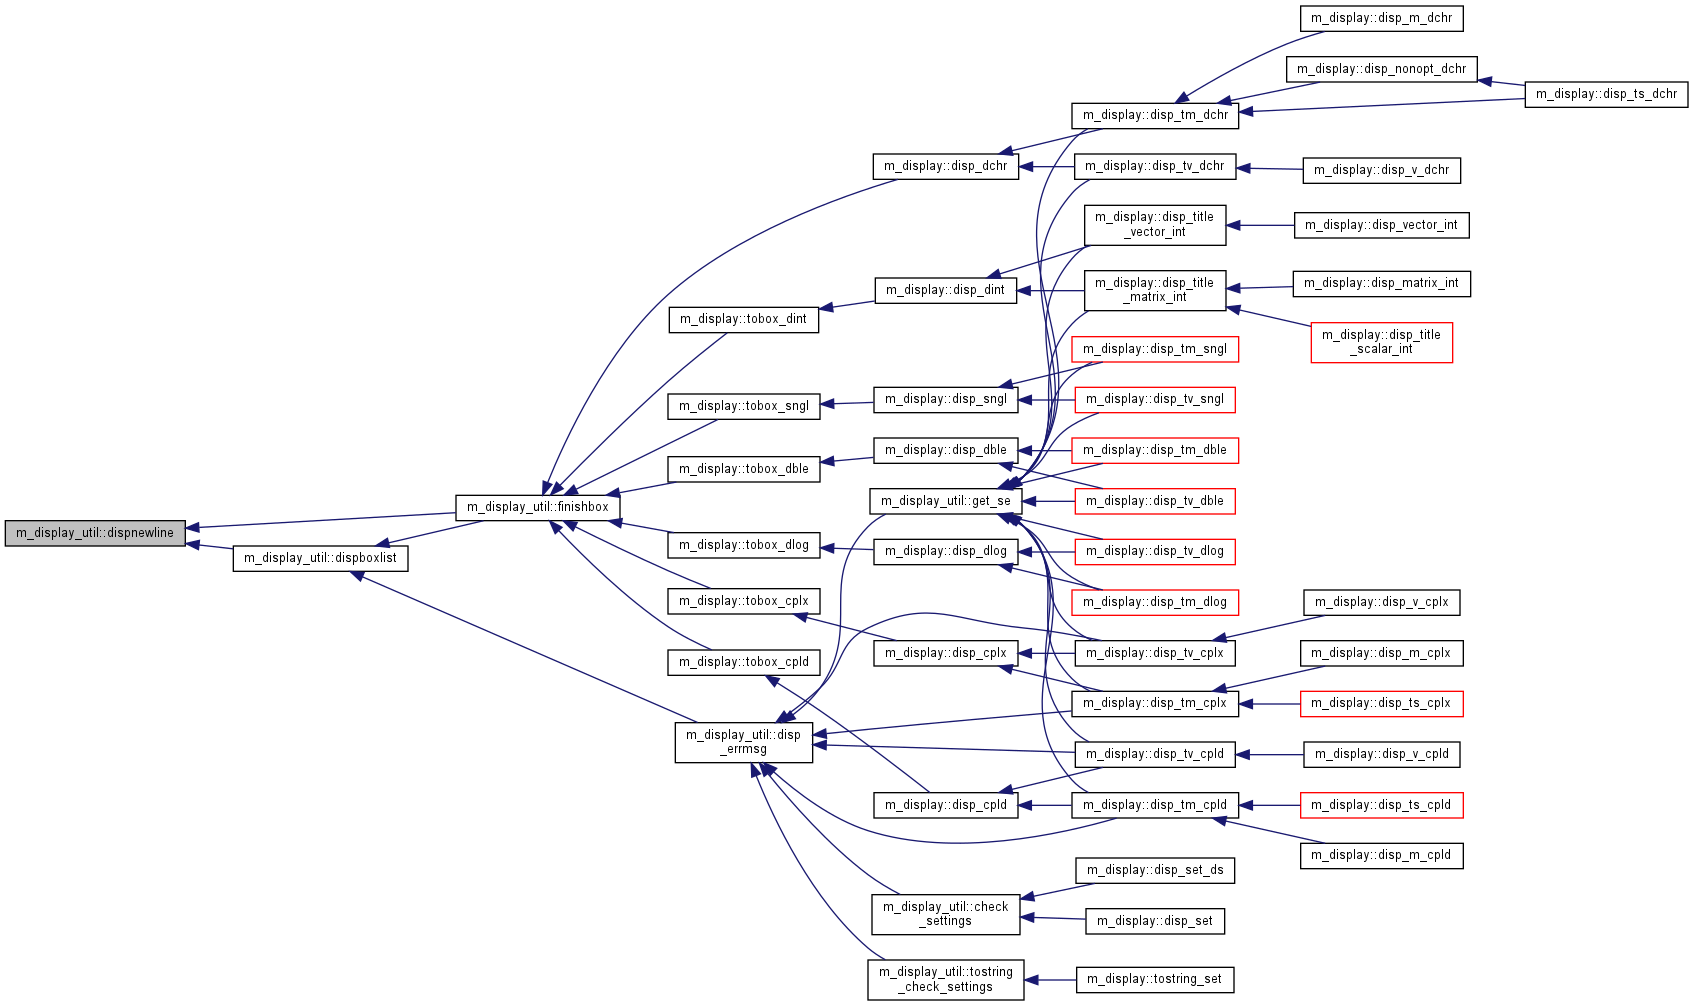 m_display::disp_m_dchr
m_display::disp_nonopt_dchr
m_display::disp_ts_dchr
m_display::disp_tm_dchr
m_display::disp_dchr
m_display::disp_tv_dchr
m_display::disp_v_dchr
m_display::disp_title
_vector_int
m_display::disp_vector_int
m_display::disp_dint
m_display::disp_title
_matrix_int
m_display::disp_matrix_int
m_display::tobox_dint
m_display::disp_title
_scalar_int
m_display::disp_tm_sngl
m_display::tobox_sngl
m_display::disp_sngl
m_display::disp_tv_sngl
m_display::disp_dble
m_display::disp_tm_dble
m_display::tobox_dble
m_display_util::finishbox
m_display_util::get_se
m_display::disp_tv_dble
m_display_util::dispnewline
m_display_util::dispboxlist
m_display::tobox_dlog
m_display::disp_dlog
m_display::disp_tv_dlog
m_display::tobox_cplx
m_display::disp_tm_dlog
m_display::disp_v_cplx
m_display::tobox_cpld
m_display::disp_cplx
m_display::disp_tv_cplx
m_display::disp_m_cplx
m_display::disp_tm_cplx
m_display::disp_ts_cplx
m_display_util::disp
_errmsg
m_display::disp_tv_cpld
m_display::disp_v_cpld
m_display::disp_cpld
m_display::disp_tm_cpld
m_display::disp_ts_cpld
m_display::disp_m_cpld
m_display::disp_set_ds
m_display_util::check
_settings
m_display::disp_set
m_display_util::tostring
_check_settings
m_display::tostring_set